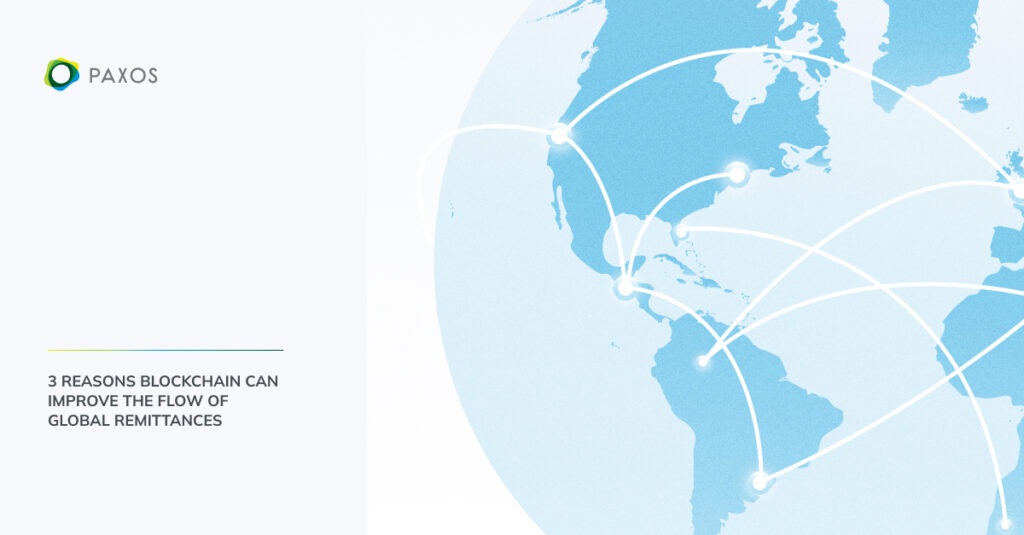 PAXOS
3 REASONS BLOCKCHAIN CAN
IMPROVE THE FLOW OF
GLOBAL REMITTANCES